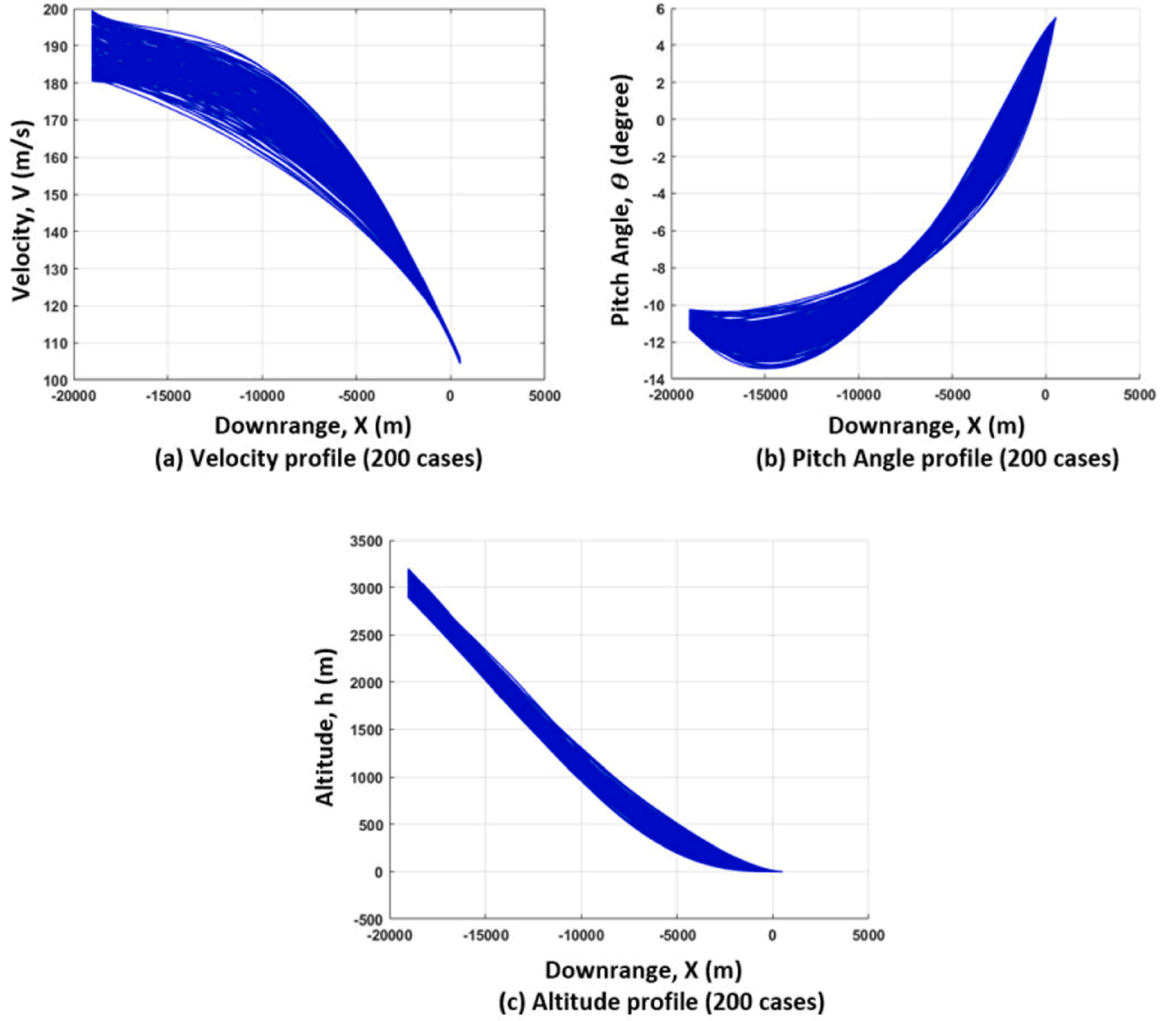 200
190
180
170
160
150
140
130
120
110
100
Velocity, V (m/s)
-20000 -15000 -10000 -5000 0 5000
Downrange, X (m)
(a) Velocity profile (200 cases)
6
4
2
0
-2
-4
-6
-8
-10
-12
-14
Pitch Angle, θ (degree)
-20000 -15000 -10000 -5000 0 5000
Downrange, X (m)
(b) Pitch Angle profile (200 cases)
3500
3000
2500
2000
1500
1000
500
0
-500
Altitude, h (m)
-20000 -15000 -10000 -5000 0 5000
Downrange, X (m)
(c) Altitude profile (200 cases)